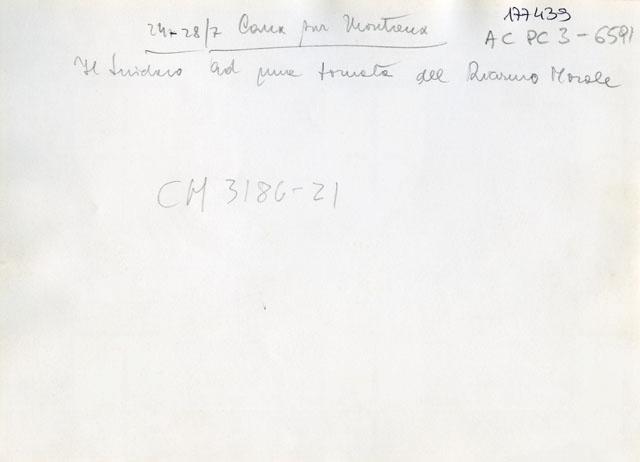 177439
24-28/7 Caux sur Montreux
AC PC 3-6591
Il Sindaco ad una tornata del Riarmo Morale
CM 3186-21